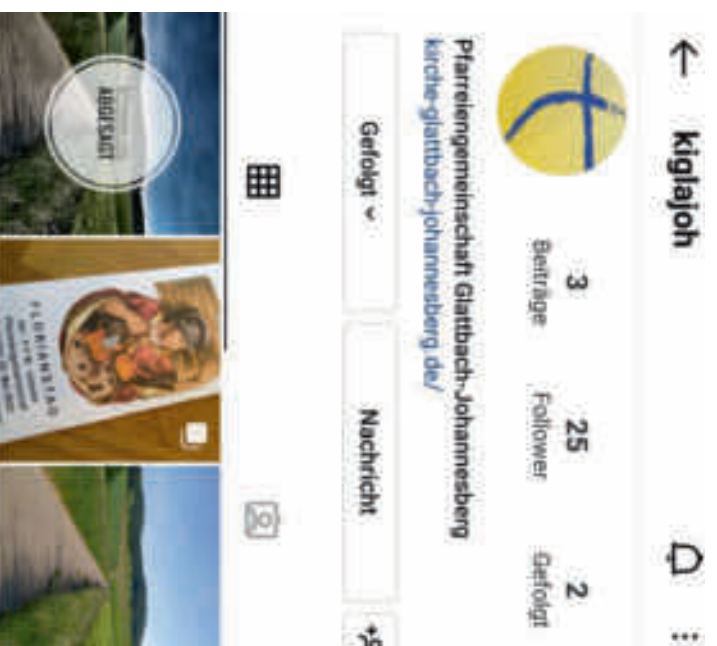 kiglajoh
3 25 2
Beiträge Follower Gefolgt
Pfarreiengemeinschaft Glattbach-Johannesberg
kirche-glattbach-johannesberg.de/
Gefolgt Nachricht
ABGESAGT
FLORIANSTAG